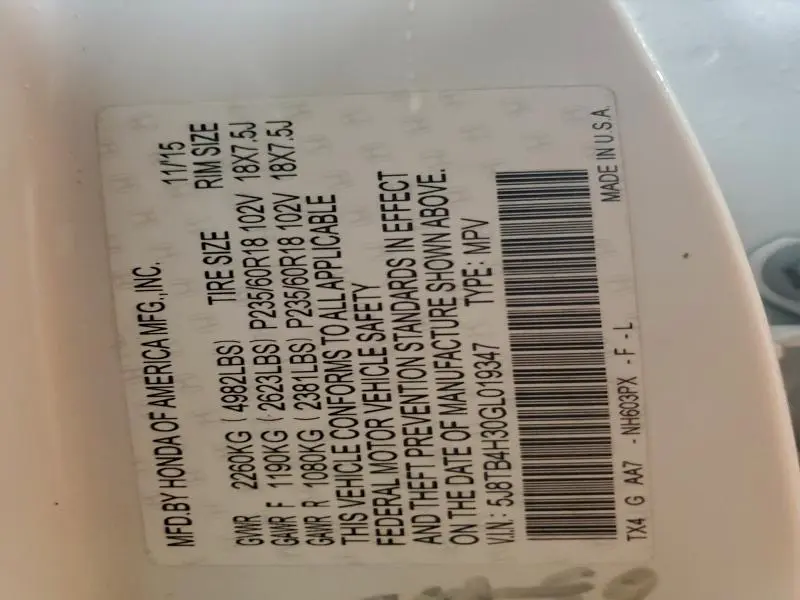 MFD.BY HONDA OF AMERICA MFG.,INC. 11/15
TIRE SIZE RIM SIZE
GVWR 2260KG ( 4982LBS)
GAWR F 1190KG ( 2623LBS) P235/60R18 102V 18X7.5J
GAWR R 1080KG ( 2381LBS) P235/60R18 102V 18X7.5J
THIS VEHICLE CONFORMS TO ALL APPLICABLE
FEDERAL MOTOR VEHICLE SAFETY
AND THEFT PREVENTION STANDARDS IN EFFECT
ON THE DATE OF MANUFACTURE SHOWN ABOVE.
V.I.N.: 5J8TB4H30GL019347 TYPE: MPV
TX4 G AA7 - NH603PX - F - L MADE IN U.S.A.